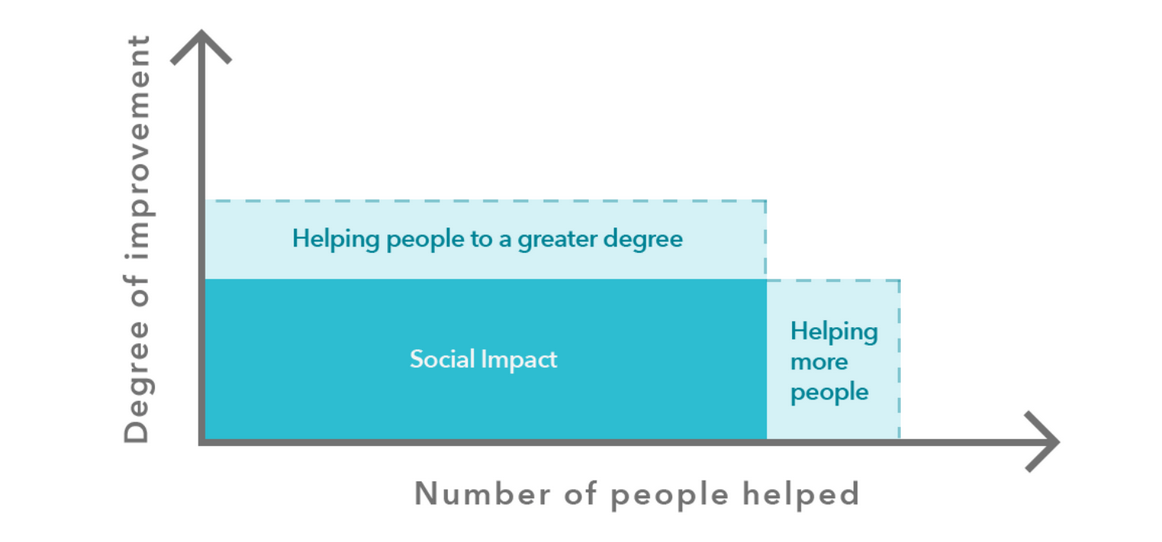 Degree of improvement
Helping people to a greater degree
Social Impact
Helping
more
people
Number of people helped